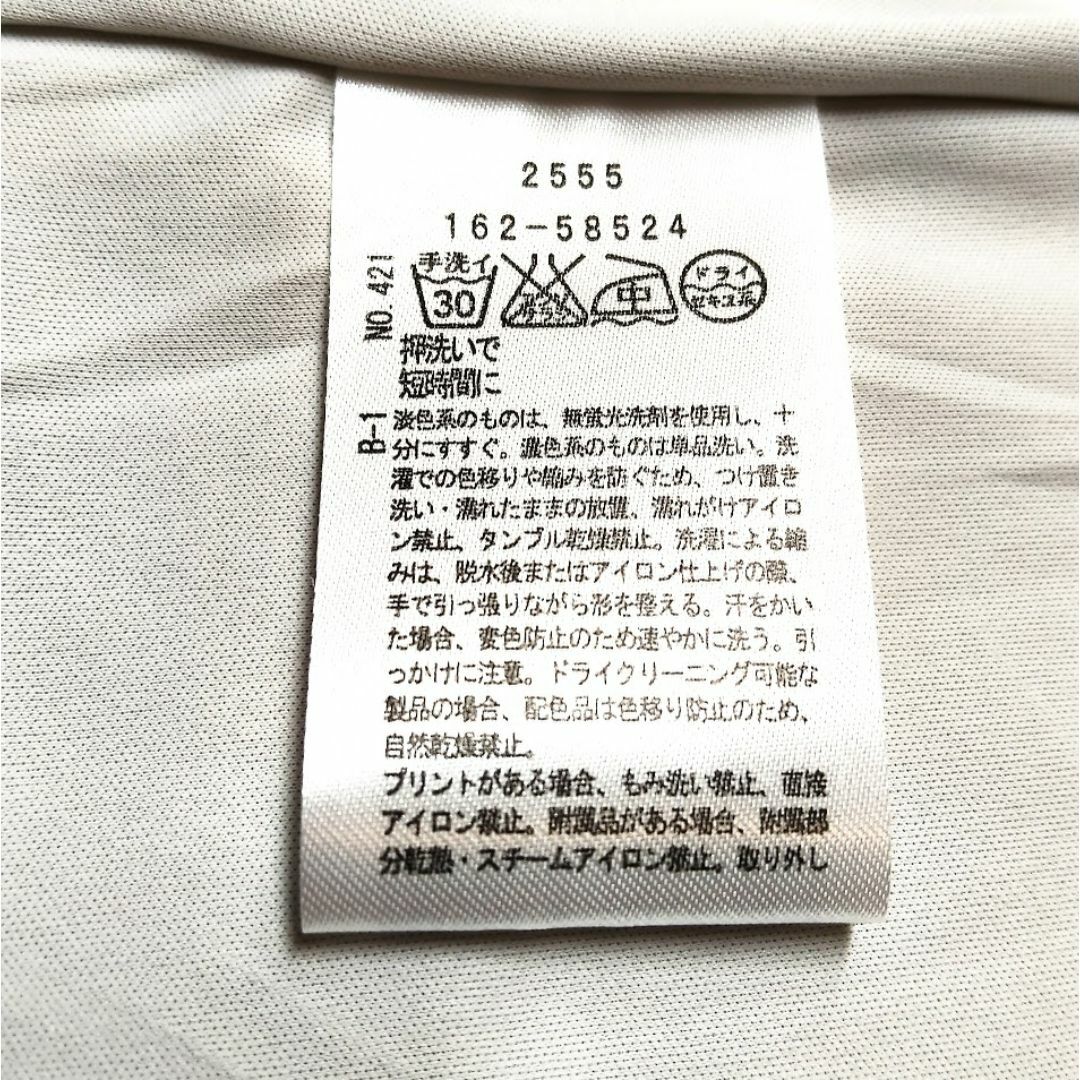 2555
162-58524
NO.421
手洗イ
30
中
ドライ
セキユ系
押洗いで
短時間に
B-1
淡色系のものは、無蛍光洗剤を使用し、十
分にすすぐ。濃色系のものは単品洗い。洗
濯での色移りや縮みを防ぐため、つけ置き
洗い・濡れたままの放置、濡れがけアイロ
ン禁止、タンブル乾燥禁止。洗濯による縮
みは、脱水後またはアイロン仕上げの際、
手で引っ張りながら形を整える。汗をかい
た場合、変色防止のため速やかに洗う。引
っかけに注意。ドライクリーニング可能な
製品の場合、配色品は色移り防止のため、
自然乾燥禁止。
プリントがある場合、もみ洗い禁止、直接
アイロン禁止。附属品がある場合、附属部
分乾熱・スチームアイロン禁止。取り外し